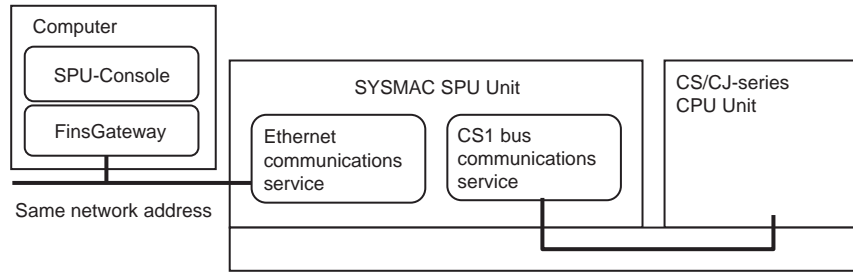 Computer
SPU-Console
FinsGateway
Same network address
SYSMAC SPU Unit
Ethernet
communications
service
CS1 bus
communications
service
CS/CJ-series
CPU Unit